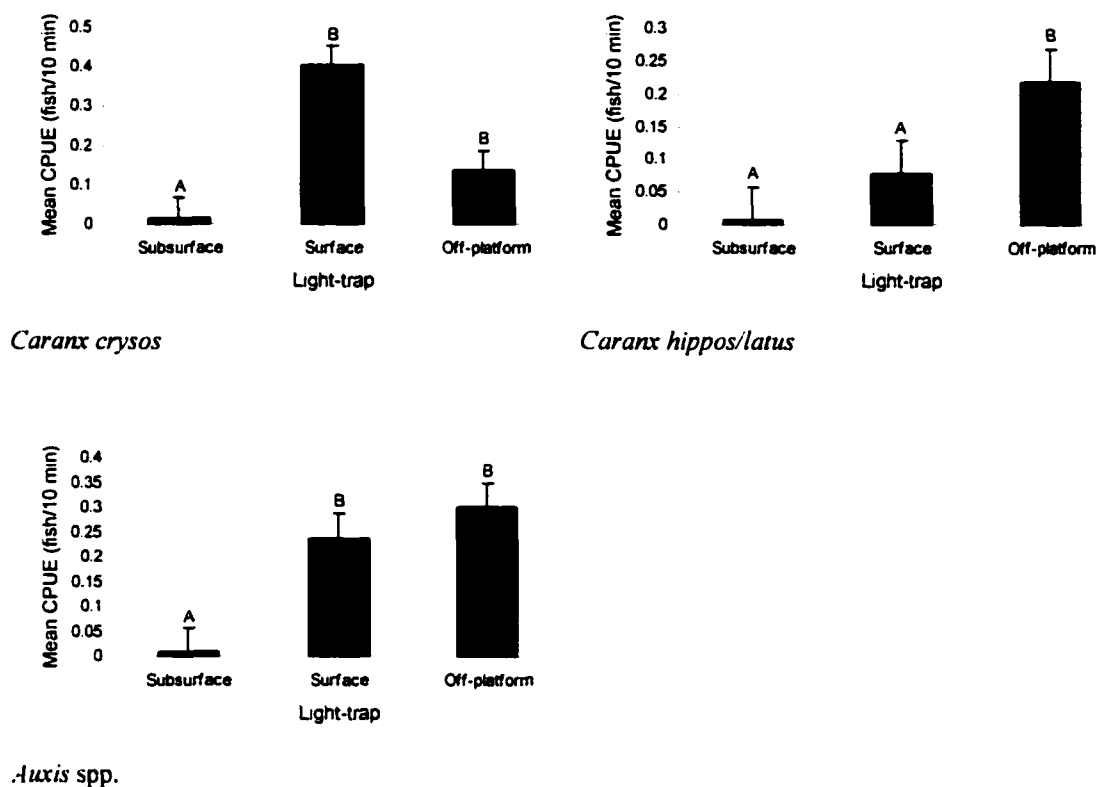 Mean CPUE (fish/10 min)
0.5
0.4
0.3
0.2
0.1
0
A
B
B
Subsurface Surface Off-platform
Light-trap
Caranx crysos
Mean CPUE (fish/10 min)
0.3
0.25
0.2
0.15
0.1
0.05
0
A
A
B
Subsurface Surface Off-platform
Light-trap
Caranx hippos/latus
Mean CPUE (fish/10 min)
0.4
0.35
0.3
0.25
0.2
0.15
0.1
0.05
0
A
B
B
Subsurface Surface Off-platform
Light-trap
Auxis spp.